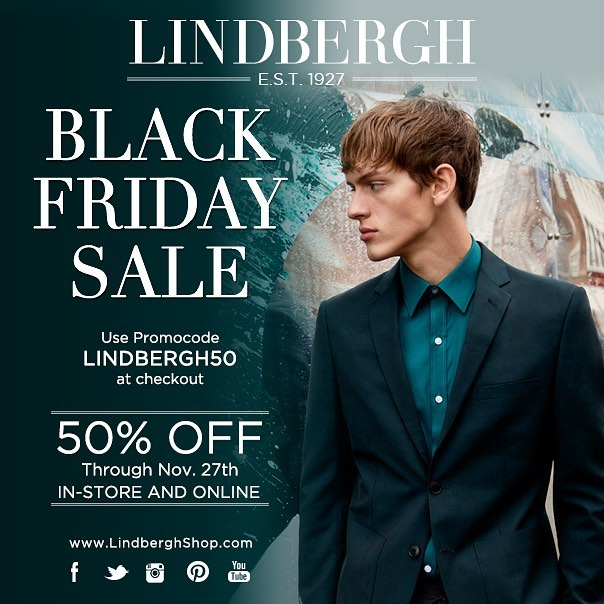 LINDBERGH
E.S.T. 1927
BLACK
FRIDAY
SALE
Use Promocode
LINDBERGH50
at checkout
50% OFF
Through Nov. 27th
IN-STORE AND ONLINE
www.LindberghShop.com
You
Tube